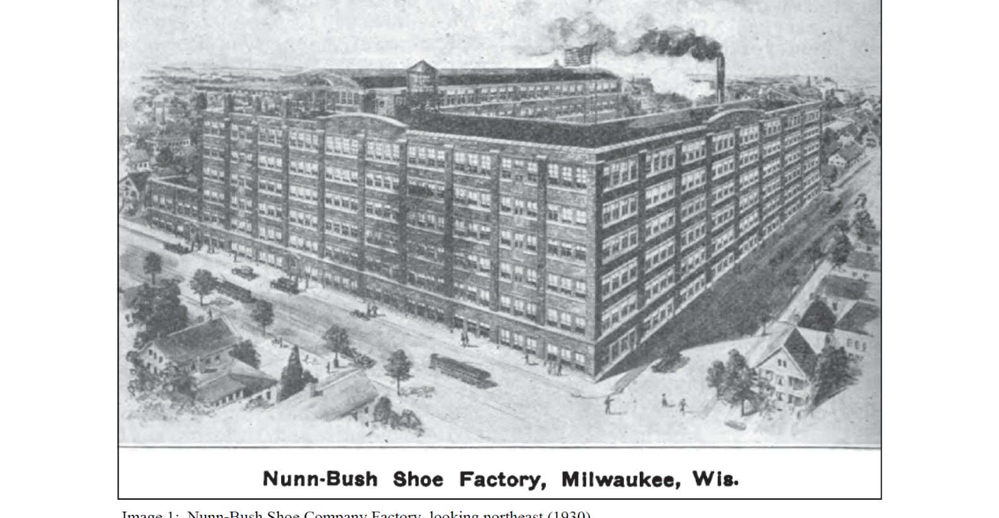 Nunn-Bush Shoe Factory, Milwaukee, Wis.
Image 1: Nunn-Bush Shoe Company Factory, looking northeast (1930)